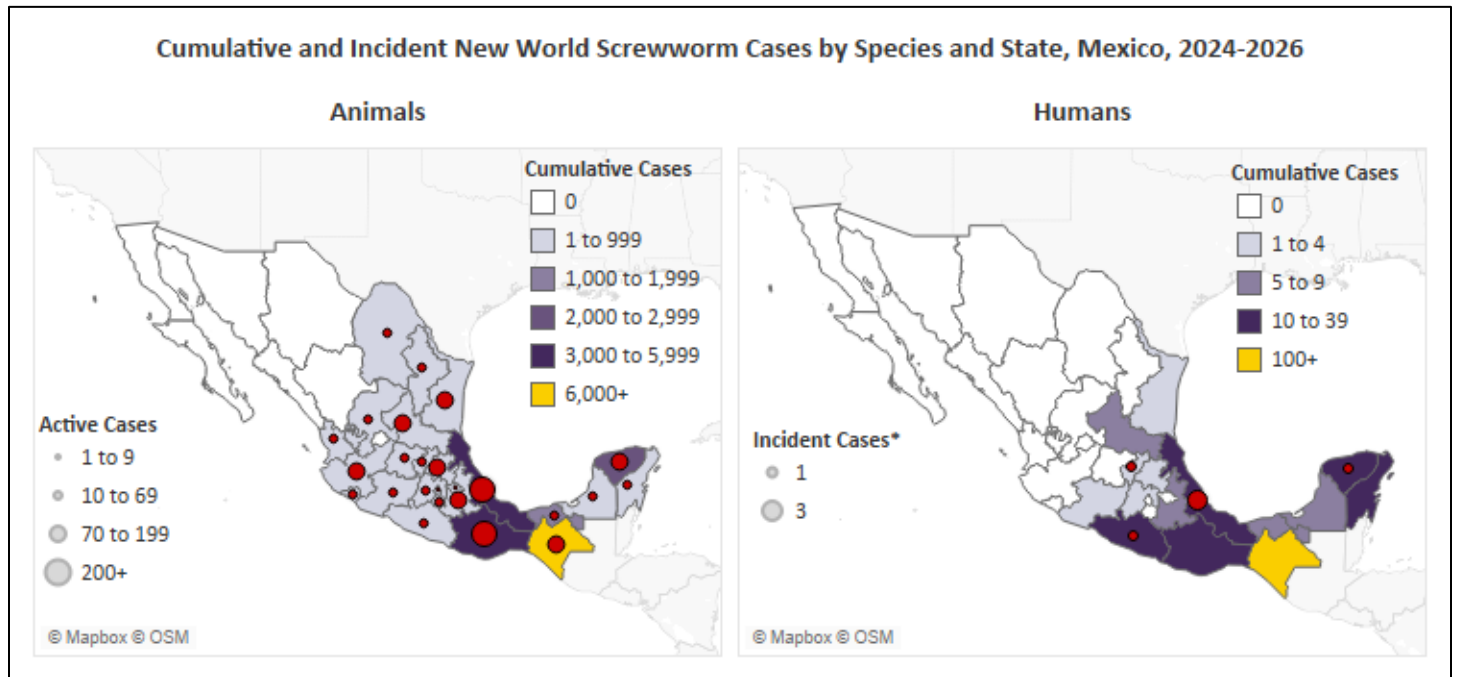 Cumulative and Incident New World Screwworm Cases by Species and State, Mexico, 2024-2026
Animals
Cumulative Cases
0
1 to 999
1,000 to 1,999
2,000 to 2,999
3,000 to 5,999
6,000+
Active Cases
1 to 9
10 to 69
70 to 199
200+
© Mapbox © OSM
Humans
Cumulative Cases
0
1 to 4
5 to 9
10 to 39
100+
Incident Cases*
1
3
© Mapbox © OSM